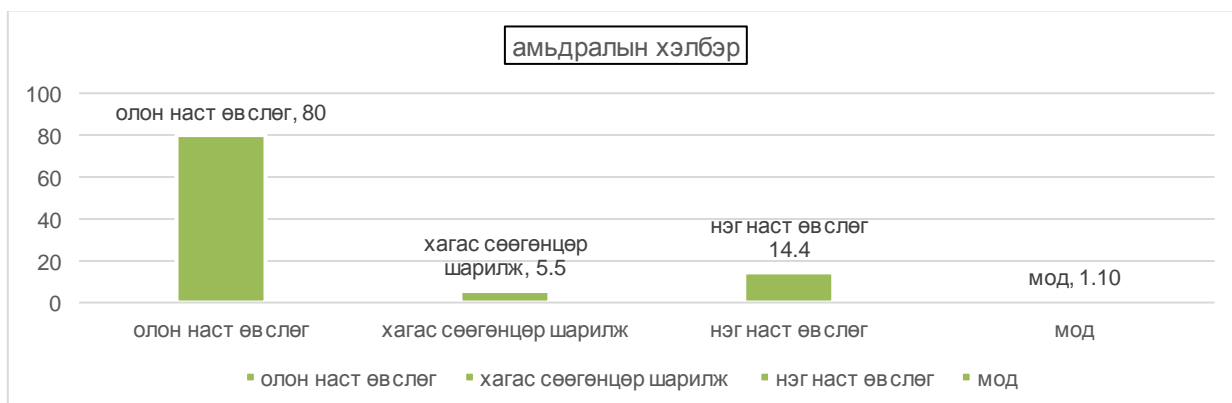 амьдралын хэлбэр
100
80
60
40
20
0
олон наст өвслөг, 80
хагас сөөгөнцөр
шарилж, 5.5
нэг наст өвслөг
14.4
мод, 1.10
олон наст өвслөг хагас сөөгөнцөр шарилж нэг наст өвслөг мод
олон наст өвслөг хагас сөөгөнцөр шарилж нэг наст өвслөг мод